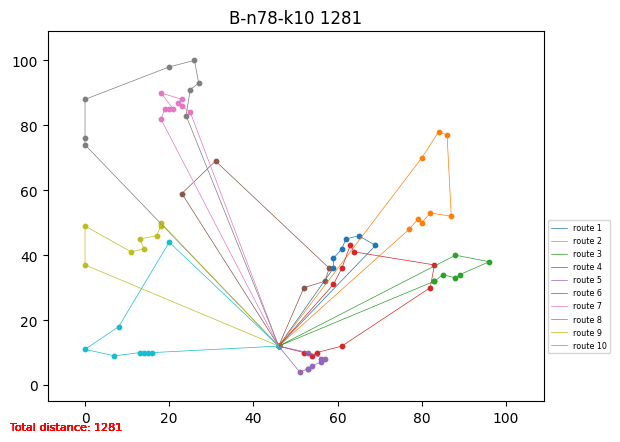 B-n78-k10 1281
100
80
60
40
20
0
0
20
40
60
80
100
route 1
route 2
route 3
route 4
route 5
route 6
route 7
route 8
route 9
route 10
Total distance: 1281